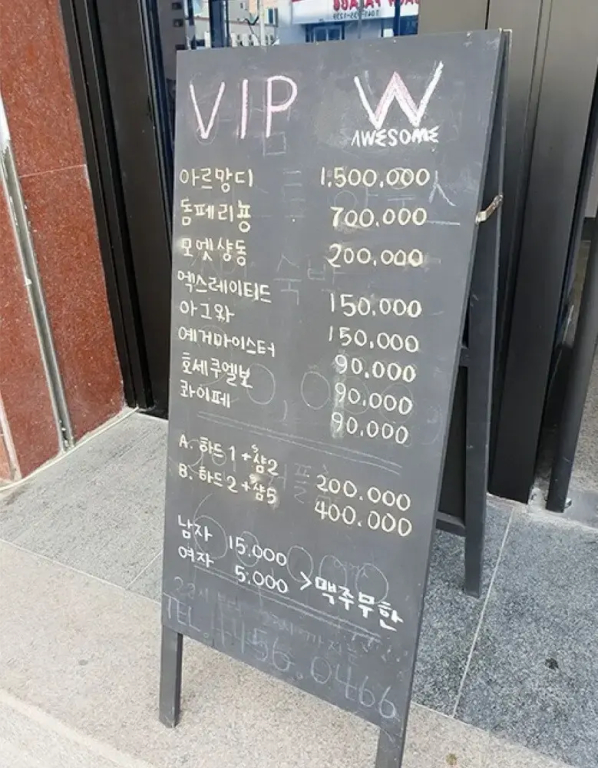 VIP W
AWESOME
아르망디 1.500.000
돔페리뇽 700.000
모엣샹동 200.000
엑스레이티드 150.000
아그와 150,000
예거마이스터 90.000
호세쿠엘보 90.000
콰이페 90.000
A. 하드1+샴2 200.000
B. 하드2+샴5 400.000
남자 15.000
여자 5.000 >맥주무한
TEL. 1156.0466